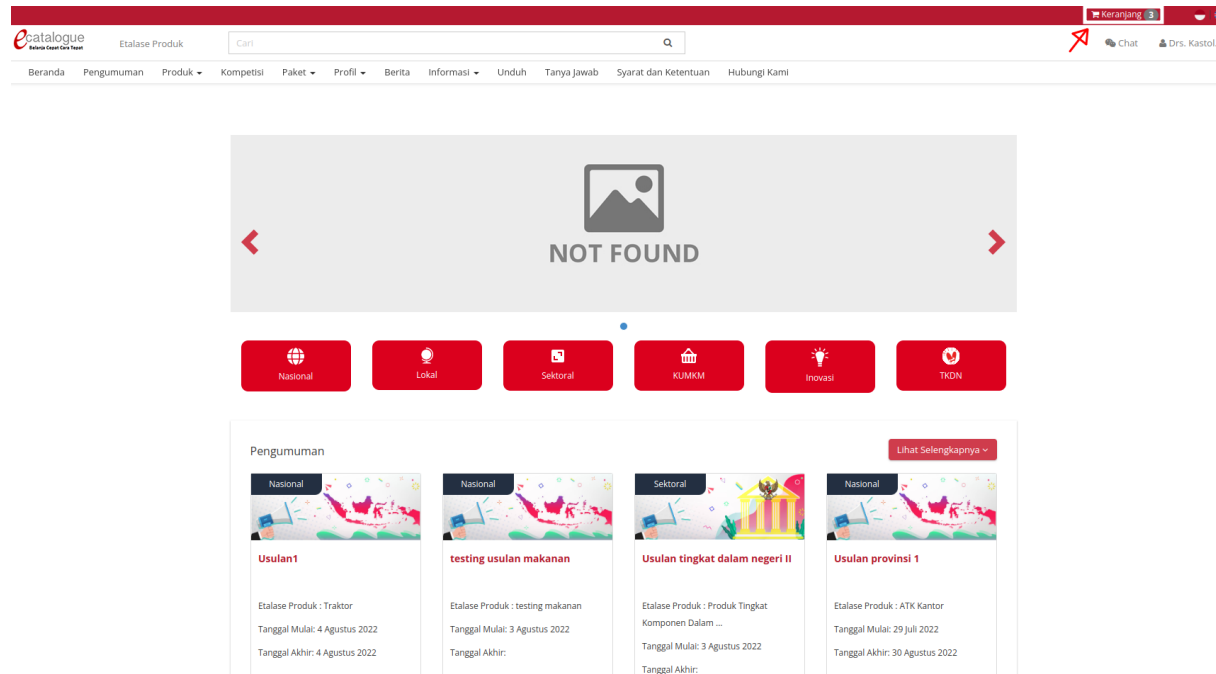 Keranjang 3
ecatalogue
Belanja Cepat Cara Tepat
Etalase Produk
Cari
Chat
Drs. Kastol
Beranda Pengumuman Produk Kompetisi Paket Profil Berita Informasi Unduh Tanya Jawab Syarat dan Ketentuan Hubungi Kami
NOT FOUND
Nasional
Lokal
Sektoral
KUMKM
Inovasi
TKDN
Pengumuman
Lihat Selengkapnya
Nasional
Usulan1
Etalase Produk : Traktor
Tanggal Mulai: 4 Agustus 2022
Tanggal Akhir: 4 Agustus 2022
Nasional
testing usulan makanan
Etalase Produk : testing makanan
Tanggal Mulai: 3 Agustus 2022
Tanggal Akhir:
Sektoral
Usulan tingkat dalam negeri II
Etalase Produk : Produk Tingkat
Komponen Dalam ...
Tanggal Mulai: 3 Agustus 2022
Tanggal Akhir:
Nasional
Usulan provinsi 1
Etalase Produk : ATK Kantor
Tanggal Mulai: 29 Juli 2022
Tanggal Akhir: 30 Agustus 2022